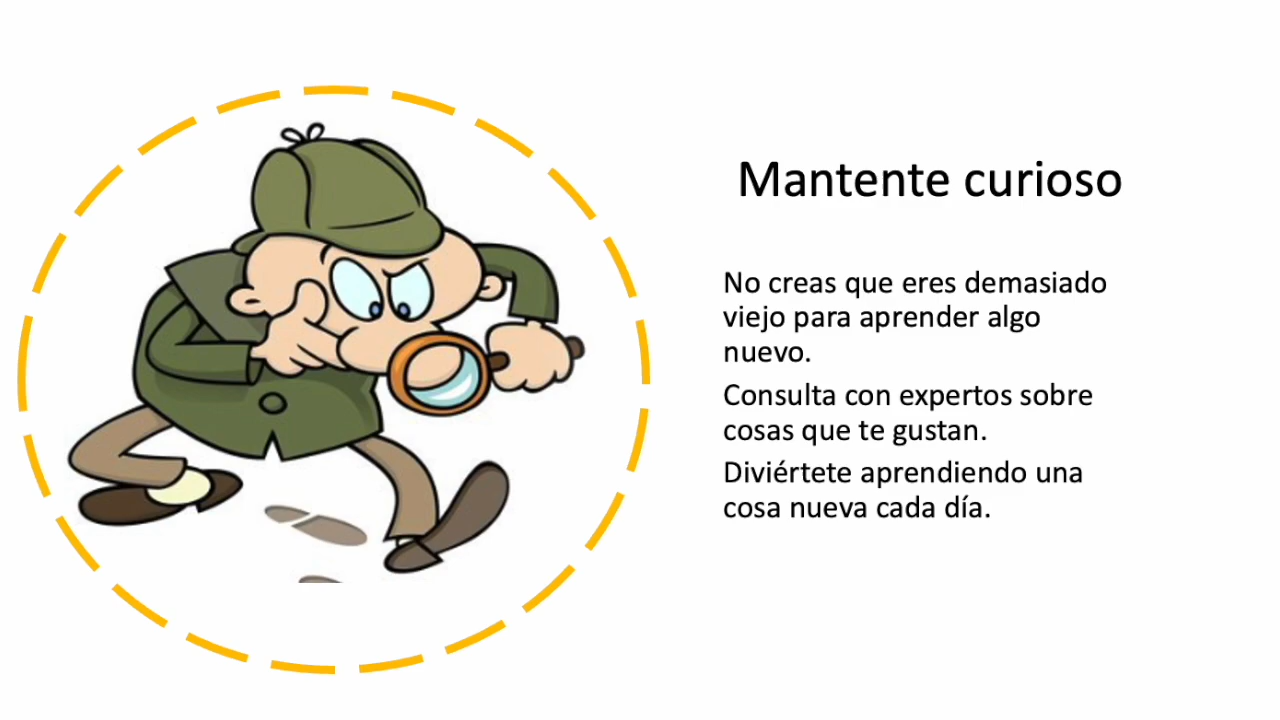 Mantente curioso
No creas que eres demasiado
viejo para aprender algo
nuevo.
Consulta con expertos sobre
cosas que te gustan.
Diviértete aprendiendo una
cosa nueva cada día.